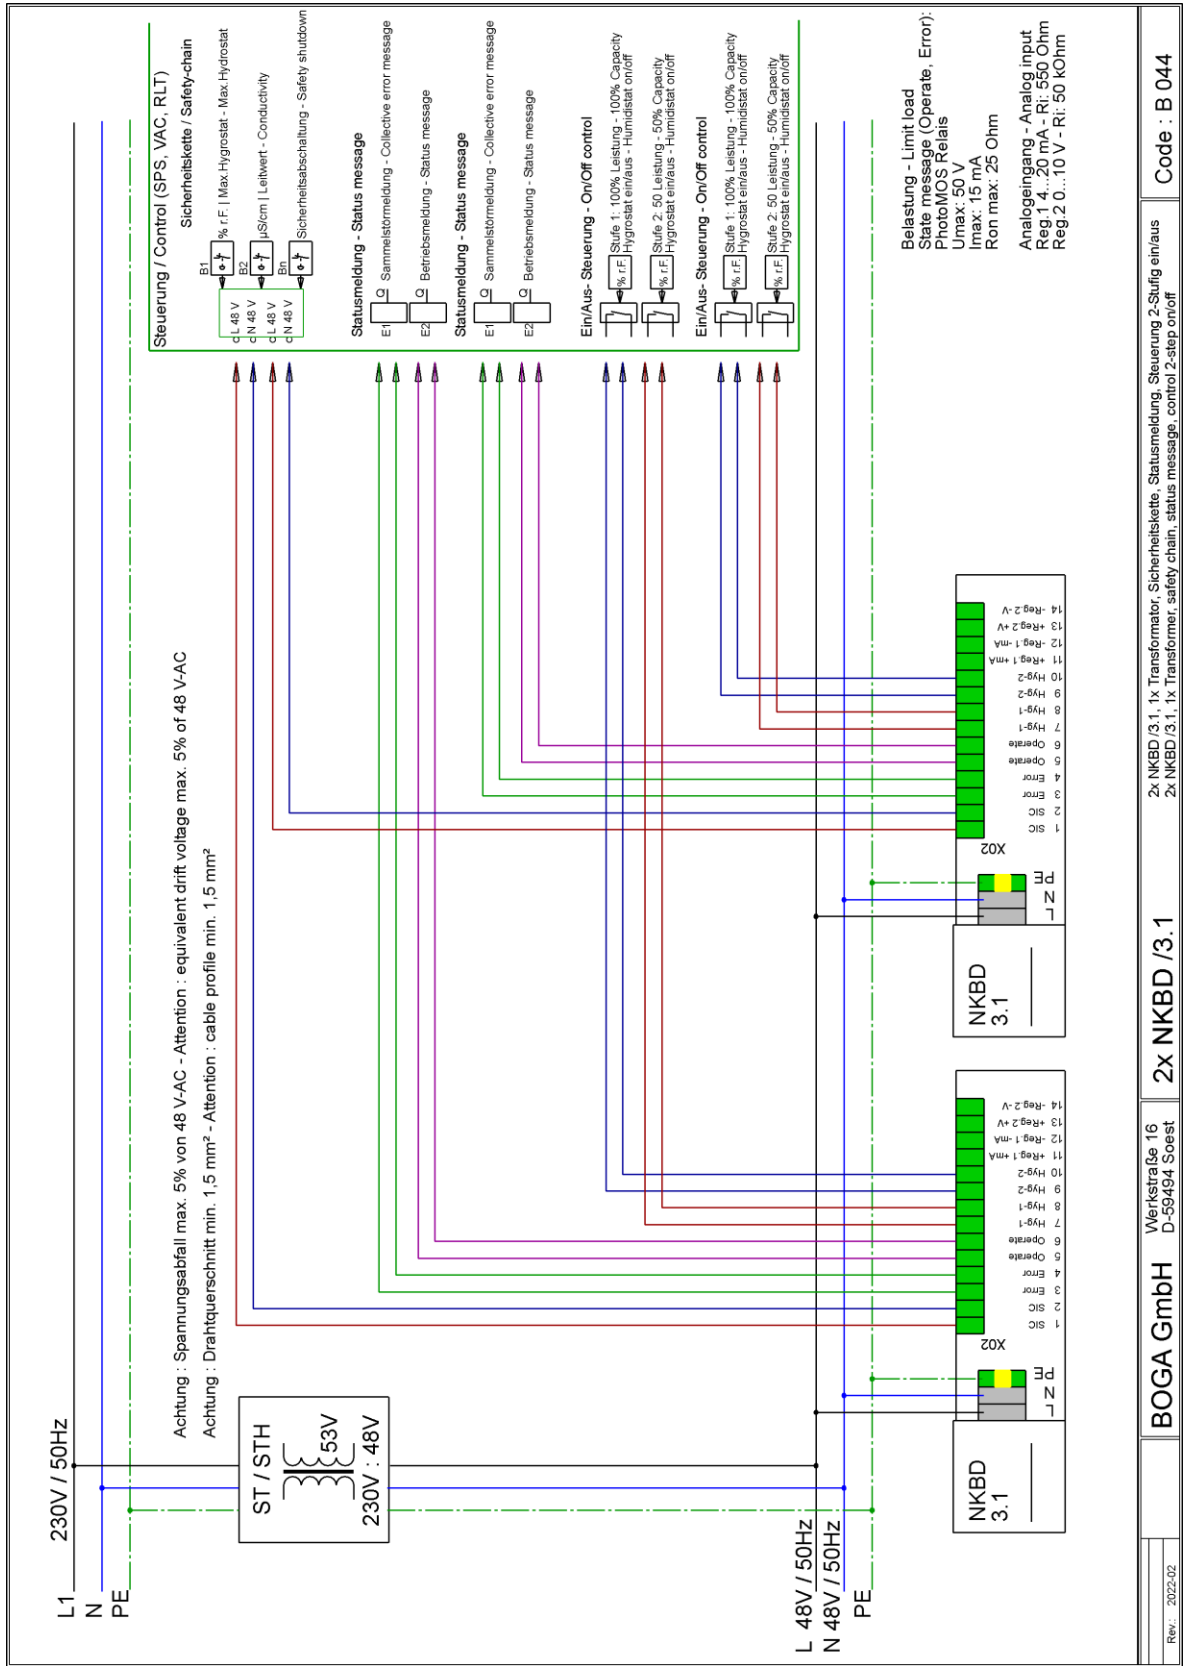 Steuerung / Control (SPS, VAC, RLT)
Sicherheitskette / Safety-chain
B1
% r.F. | Max.Hygrostat - Max.Hydrostat
B2
µS/cm | Leitwert - Conductivity
Bn
Sicherheitsabschaltung - Safety shutdown
L 48 V
N 48 V
L 48 V
N 48 V
Statusmeldung - Status message
E1
Q
Sammelstörmeldung - Collective error message
E2
Q
Betriebsmeldung - Status message
Statusmeldung - Status message
E1
Q
Sammelstörmeldung - Collective error message
E2
Q
Betriebsmeldung - Status message
Ein/Aus- Steuerung - On/Off control
% r.F.
Stufe 1: 100% Leistung - 100% Capacity
Hygrostat ein/aus - Humidistat on/off
% r.F.
Stufe 2: 50 Leistung - 50% Capacity
Hygrostat ein/aus - Humidistat on/off
Ein/Aus- Steuerung - On/Off control
% r.F.
Stufe 1: 100% Leistung - 100% Capacity
Hygrostat ein/aus - Humidistat on/off
% r.F.
Stufe 2: 50 Leistung - 50% Capacity
Hygrostat ein/aus - Humidistat on/off
Belastung - Limit load
State message (Operate, Error):
PhotoMOS Relais
Umax: 50 V
Imax: 15 mA
Ron max: 25 Ohm
Analogeingang - Analog input
Reg.1 4...20 mA - Ri: 550 Ohm
Reg.2 0...10 V - Ri: 50 kOhm
Achtung : Spannungsabfall max. 5% von 48 V-AC - Attention : equivalent drift voltage max. 5% of 48 V-AC
Achtung : Drahtquerschnitt min. 1,5 mm² - Attention : cable profile min. 1,5 mm²
230V / 50Hz
L1
N
PE
ST / STH
53V
230V : 48V
L 48V / 50Hz
N 48V / 50Hz
PE
NKBD
3.1
L
N
PE
X02
1 SIC
2 SIC
3 Error
4 Error
5 Operate
6 Operate
7 Hyg-1
8 Hyg-1
9 Hyg-2
10 Hyg-2
11 +Reg.1 +mA
12 -Reg.1 -mA
13 +Reg.2 +V
14 -Reg.2 -V
NKBD
3.1
L
N
PE
X02
1 SIC
2 SIC
3 Error
4 Error
5 Operate
6 Operate
7 Hyg-1
8 Hyg-1
9 Hyg-2
10 Hyg-2
11 +Reg.1 +mA
12 -Reg.1 -mA
13 +Reg.2 +V
14 -Reg.2 -V
Rev.: 2022-02
BOGA GmbH
Werkstraße 16
D-59494 Soest
2x NKBD /3.1
2x NKBD /3.1, 1x Transformator, Sicherheitskette, Statusmeldung, Steuerung 2-Stufig ein/aus
2x NKBD /3.1, 1x Transformer, safety chain, status message, control 2-step on/off
Code : B 044